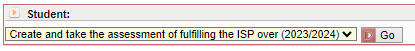 Student:
Create and take the assessment of fulfilling the ISP over (2023/2024) Go